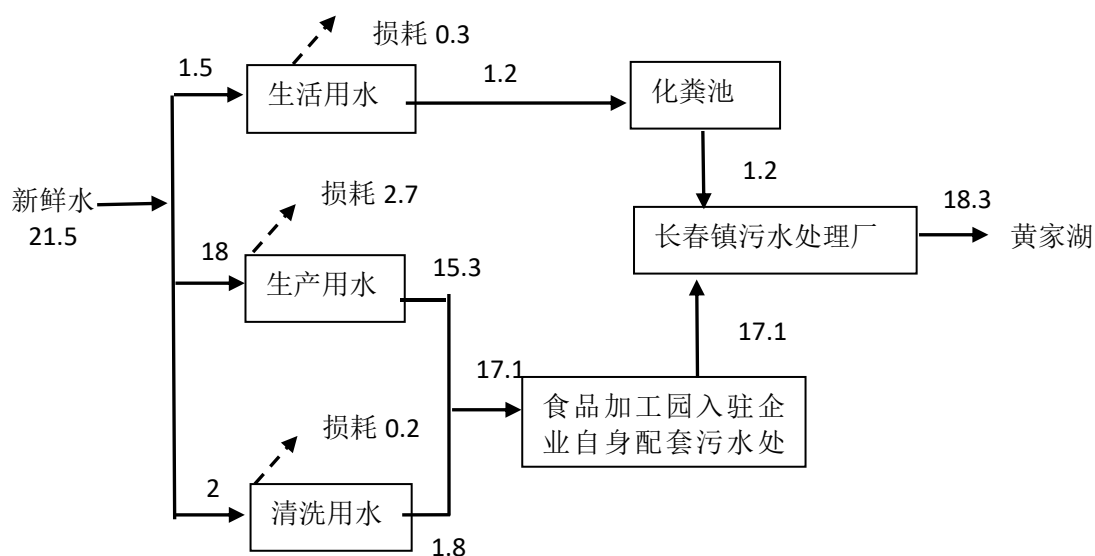 损耗 0.3
1.5
生活用水
1.2
化粪池
1.2
新鲜水
21.5
损耗 2.7
18
生产用水
15.3
长春镇污水处理厂
18.3
黄家湖
17.1
17.1
食品加工园入驻企
业自身配套污水处
损耗 0.2
2
清洗用水
1.8